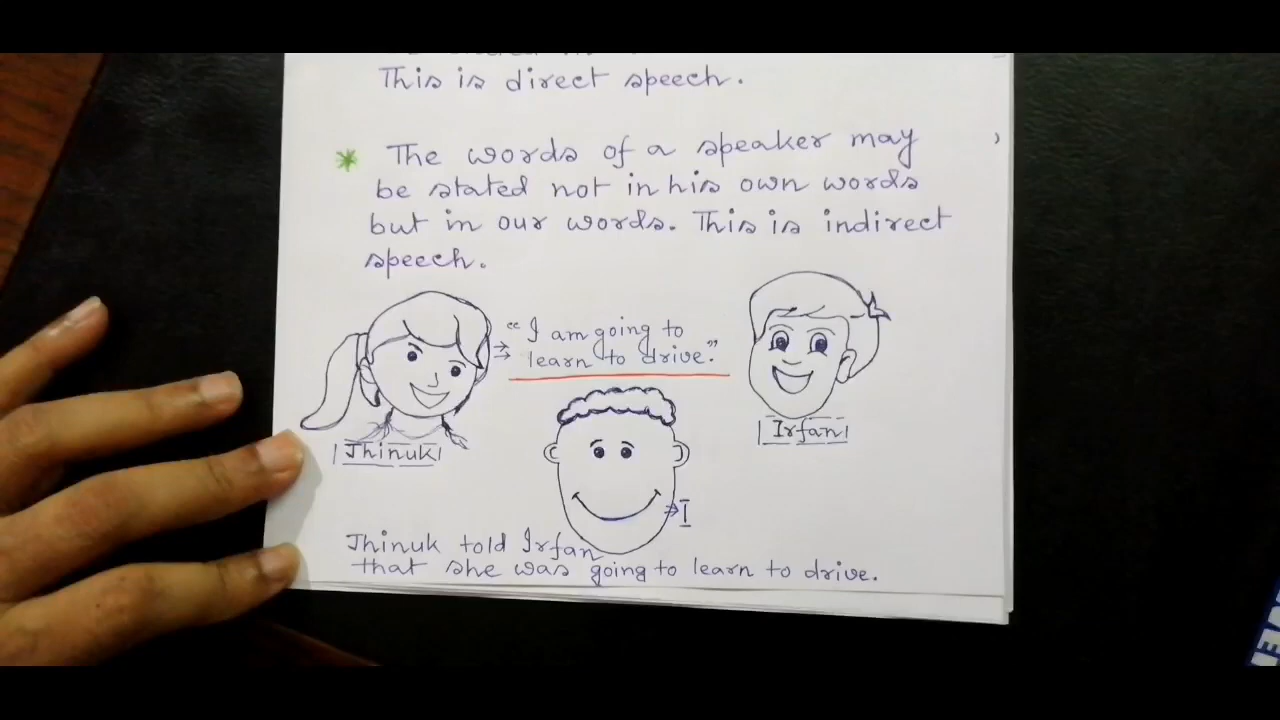 This is direct speech.
* The words of a speaker may
be stated not in his own words
but in our words. This is indirect
speech.
"I am going to
learn to drive."
Jhinuk
Irfan
I
Jhinuk told Irfan
that she was going to learn to drive.